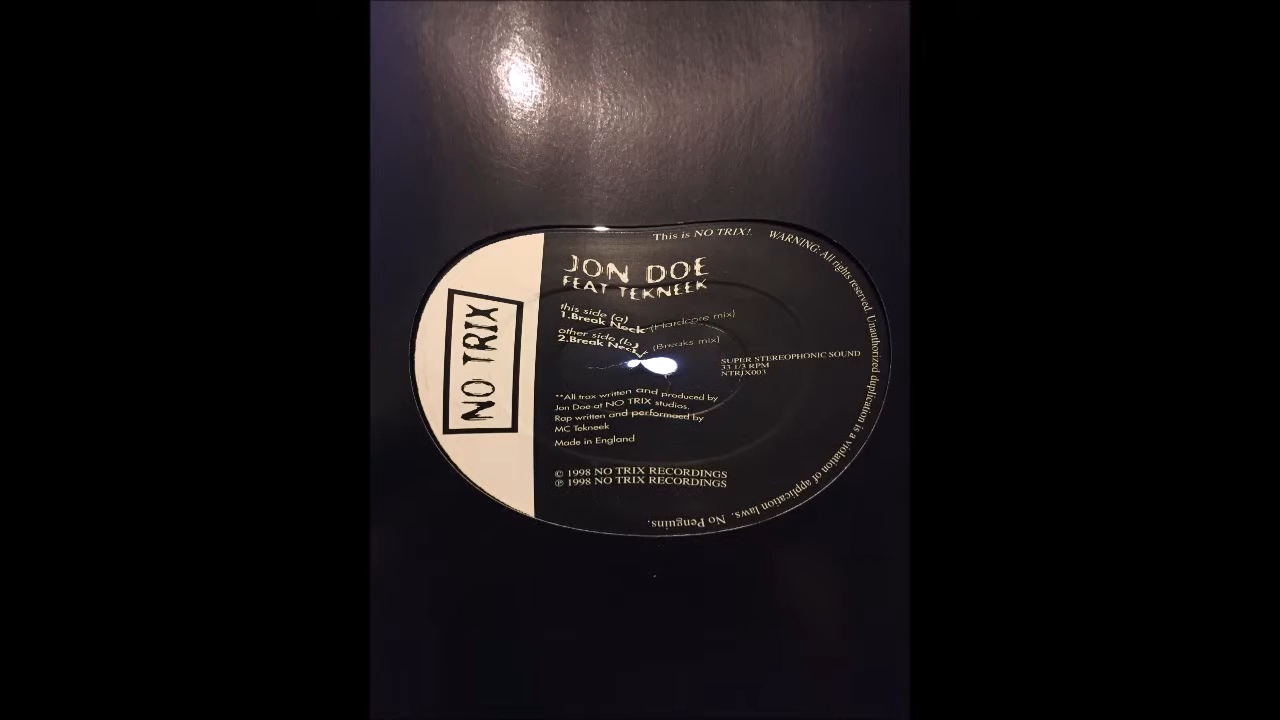 This is NO TRIX!. WARNING: All rights reserved. Unauthorized duplication is a violation of application laws. No Penguins.
NO TRIX
JON DOE
FEAT TEKNEEK
this side (a)
1.Break Neck (Hardcore mix)
other side (b)
2.Break Neck (Breaks mix)
SUPER STEREOPHONIC SOUND
33 1/3 RPM
NTRIX003
**All trax written and produced by
Jon Doe at NO TRIX studios.
Rap written and performaed by
MC Tekneek
Made in England
© 1998 NO TRIX RECORDINGS
℗ 1998 NO TRIX RECORDINGS